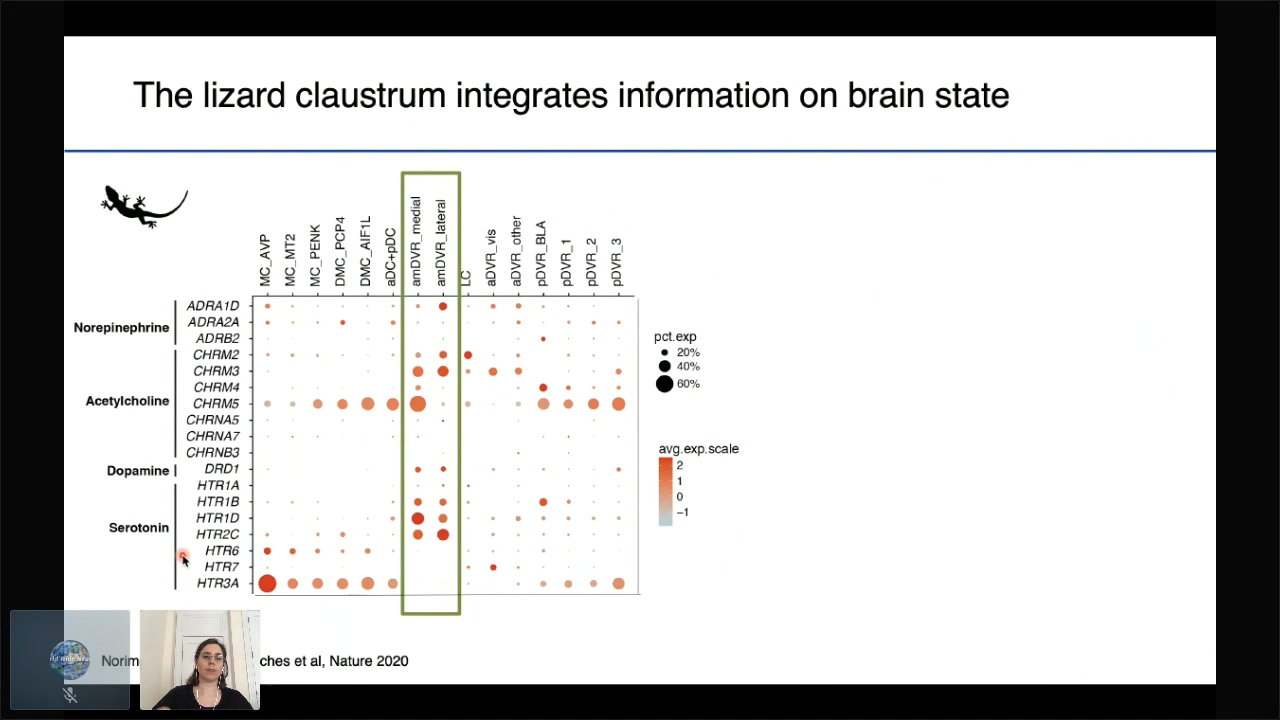 The lizard claustrum integrates information on brain state
MC_AVP
MC_MT2
MC_PENK
DMC_PCP4
DMC_AIF1L
aDC+pDC
amDVR_medial
amDVR_lateral
LC
aDVR_vis
aDVR_other
pDVR_BLA
pDVR_1
pDVR_2
pDVR_3
Norepinephrine
ADRA1D
ADRA2A
ADRB2
Acetylcholine
CHRM2
CHRM3
CHRM4
CHRM5
CHRNA5
CHRNA7
CHRNB3
Dopamine
DRD1
Serotonin
HTR1A
HTR1B
HTR1D
HTR2C
HTR6
HTR7
HTR3A
pct.exp
20%
40%
60%
avg.exp.scale
2
1
0
−1
ches et al, Nature 2020